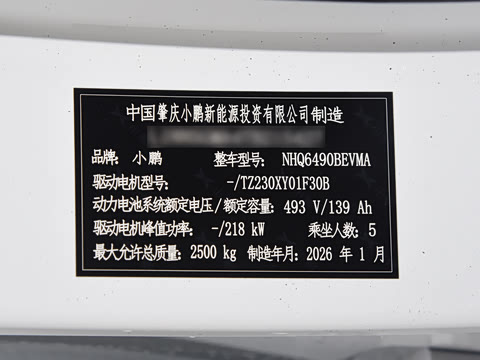 中国肇庆小鹏新能源投资有限公司制造
品牌: 小鹏 整车型号: NHQ6490BEVMA
驱动电机型号: -/TZ230XY01F30B
动力电池系统额定电压/额定容量: 493 V/139 Ah
驱动电机峰值功率: -/218 kW 乘坐人数: 5
最大允许总质量: 2500 kg 制造年月: 2026 年 1 月